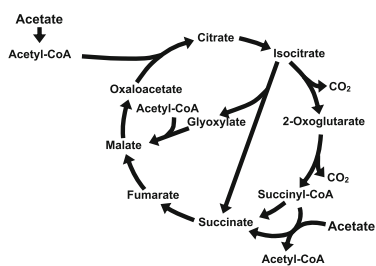 Acetate
Citrate
Acetyl-CoA
Isocitrate
Oxaloacetate
CO2
Acetyl-CoA
Glyoxylate
2-Oxoglutarate
Malate
CO2
Fumarate
Succinyl-CoA
Succinate
Acetate
Acetyl-CoA